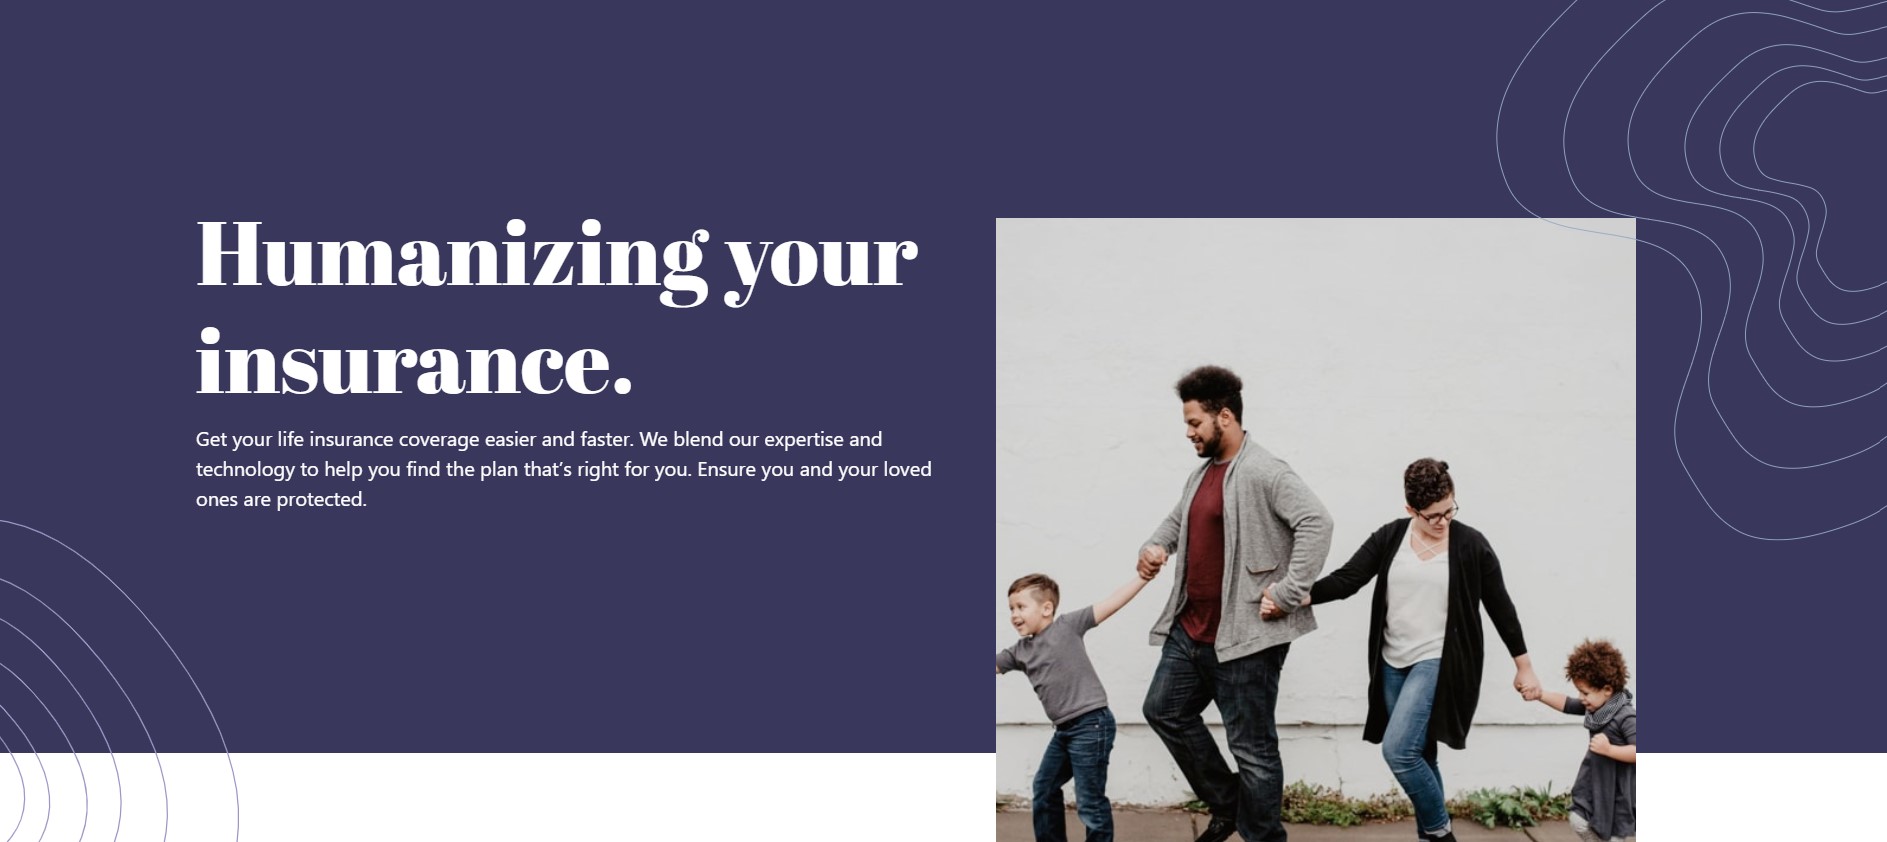 Humanizing your
insurance.
Get your life insurance coverage easier and faster. We blend our expertise and
technology to help you find the plan that’s right for you. Ensure you and your loved
ones are protected.